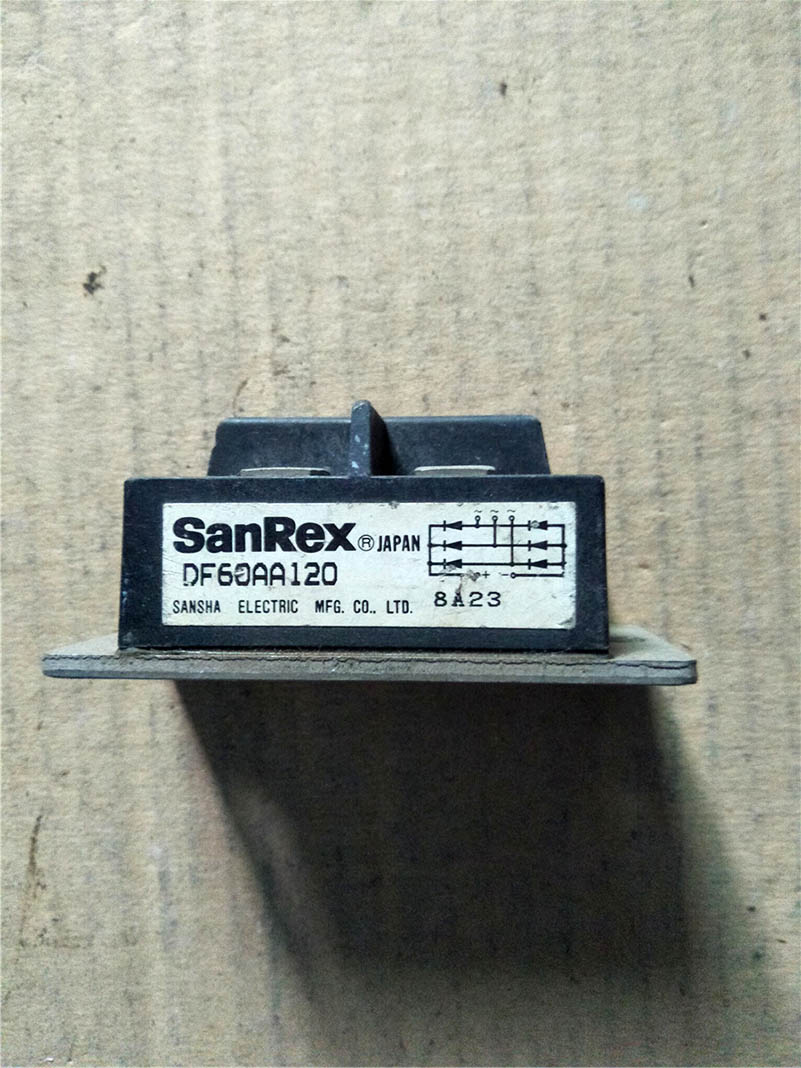 SanRex® JAPAN
DF60AA120
SANSHA ELECTRIC MFG. CO., LTD.
~ ~ ~
+ -
8A23